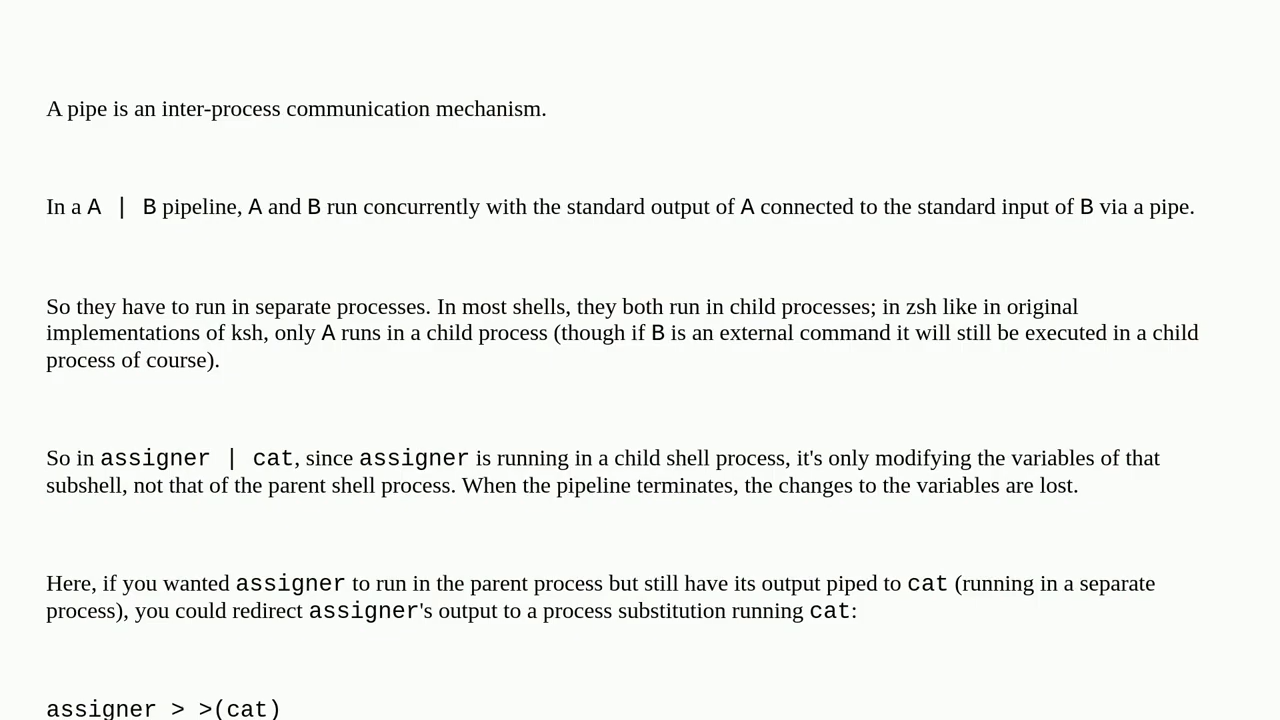 A pipe is an inter-process communication mechanism.
In a A | B pipeline, A and B run concurrently with the standard output of A connected to the standard input of B via a pipe.
So they have to run in separate processes. In most shells, they both run in child processes; in zsh like in original
implementations of ksh, only A runs in a child process (though if B is an external command it will still be executed in a child
process of course).
So in assigner | cat, since assigner is running in a child shell process, it's only modifying the variables of that
subshell, not that of the parent shell process. When the pipeline terminates, the changes to the variables are lost.
Here, if you wanted assigner to run in the parent process but still have its output piped to cat (running in a separate
process), you could redirect assigner's output to a process substitution running cat:
assigner > >(cat)